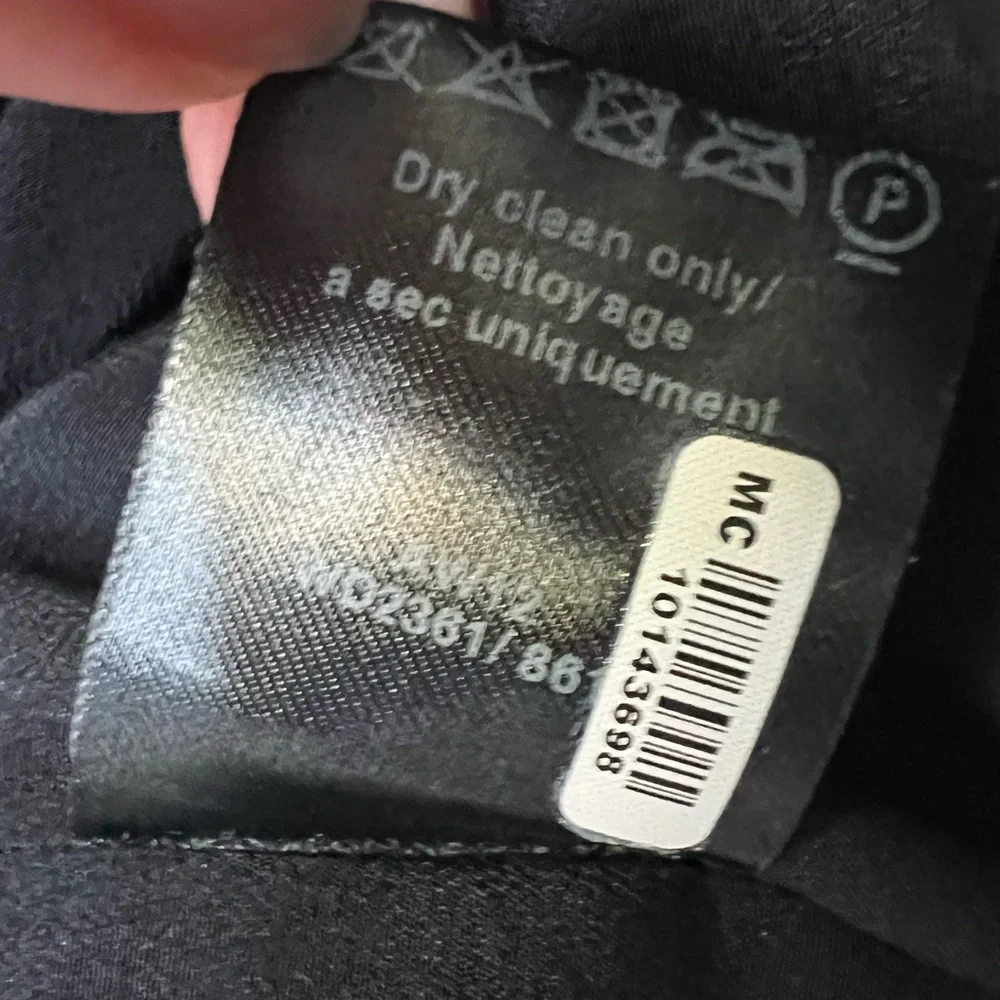 P
Dry clean only/
Nettoyage
a sec uniquement
AW12
WD2361/ 861
MC
10143698